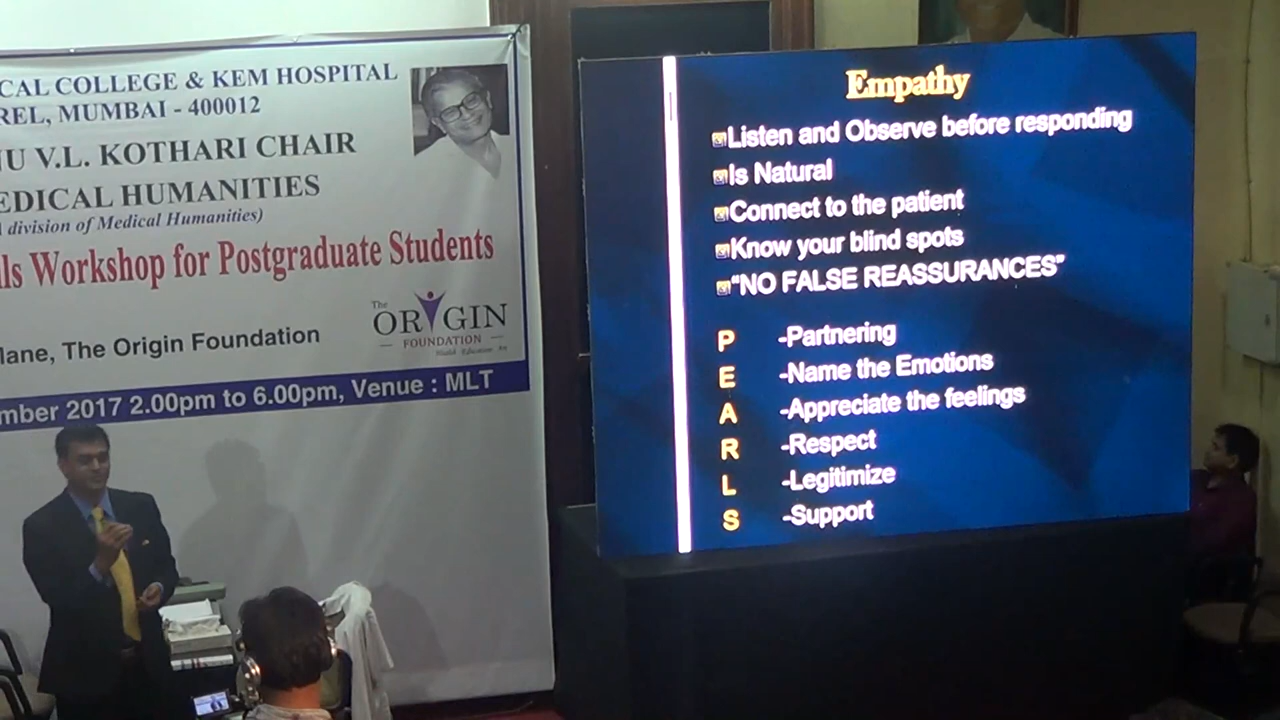 CAL COLLEGE & KEM HOSPITAL
REL, MUMBAI - 400012
NU V.L. KOTHARI CHAIR
EDICAL HUMANITIES
division of Medical Humanities)
ls Workshop for Postgraduate Students
The
ORIGIN
FOUNDATION
lane, The Origin Foundation
mber 2017 2.00pm to 6.00pm, Venue : MLT
Empathy
Listen and Observe before responding
Is Natural
Connect to the patient
Know your blind spots
"NO FALSE REASSURANCES"
P -Partnering
E -Name the Emotions
A -Appreciate the feelings
R -Respect
L -Legitimize
S -Support